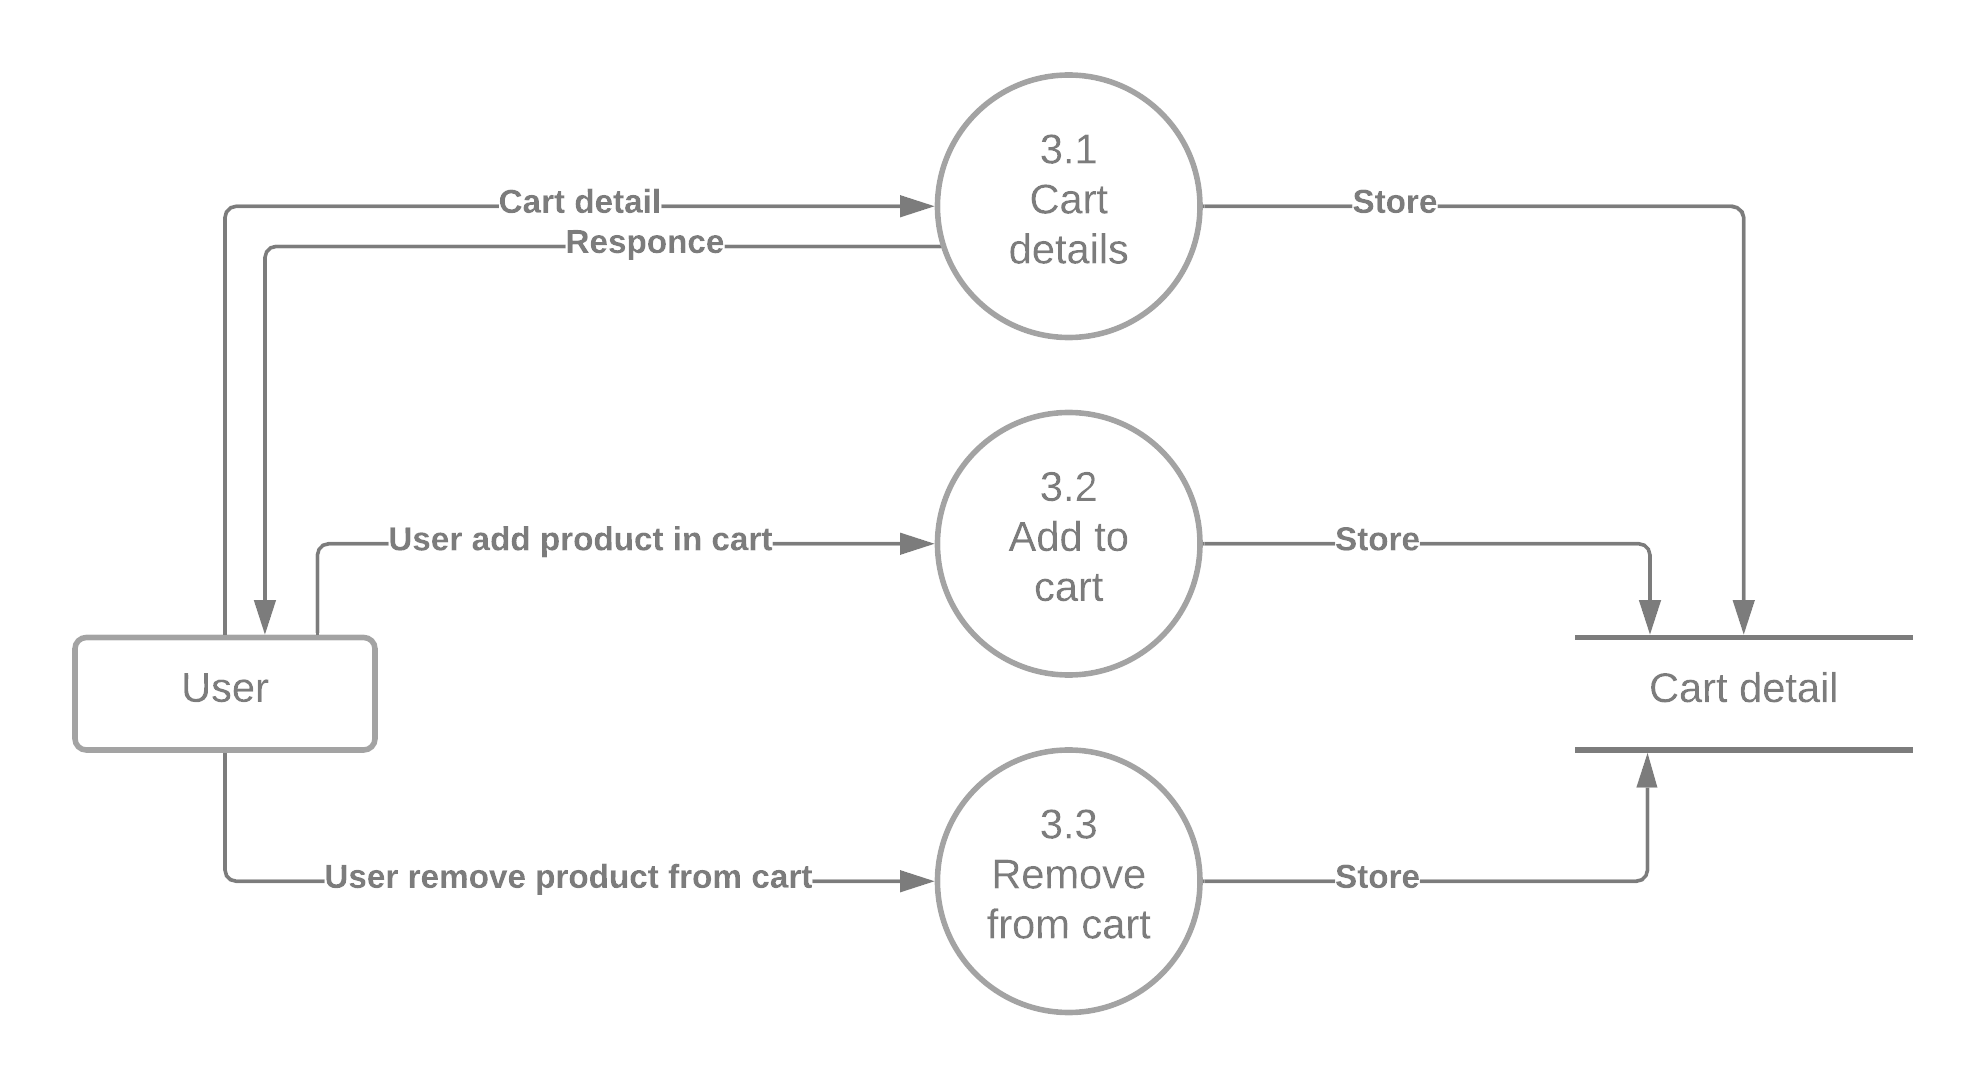 3.1
Cart
details
Cart detail
Store
Responce
3.2
Add to
cart
User add product in cart
Store
User
Cart detail
3.3
Remove
from cart
User remove product from cart
Store